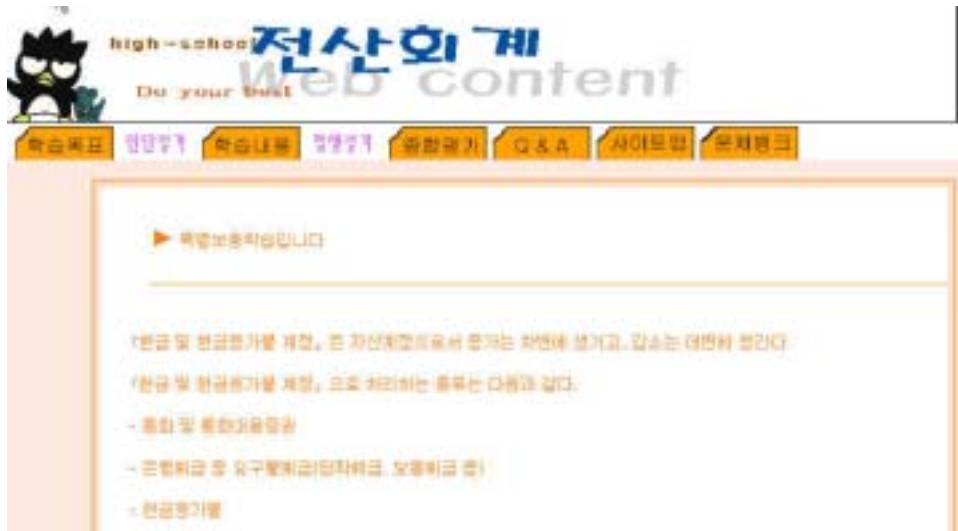 high-school 전산회계
Web content
Do your best
학습목표 진단평가 학습내용 형성평가 종합평가 Q & A 사이트맵 문제뱅크
▶ 특별보충학습입니다
『현금 및 현금등가물 계정』은 자산계정으로서 증가는 차변에 생기고, 감소는 대변에 생긴다.
『현금 및 현금등가물 계정』으로 처리하는 종류는 다음과 같다.
- 통화 및 통화대용증권
- 은행예금 중 요구불예금(당좌예금, 보통예금 등)
- 현금등가물